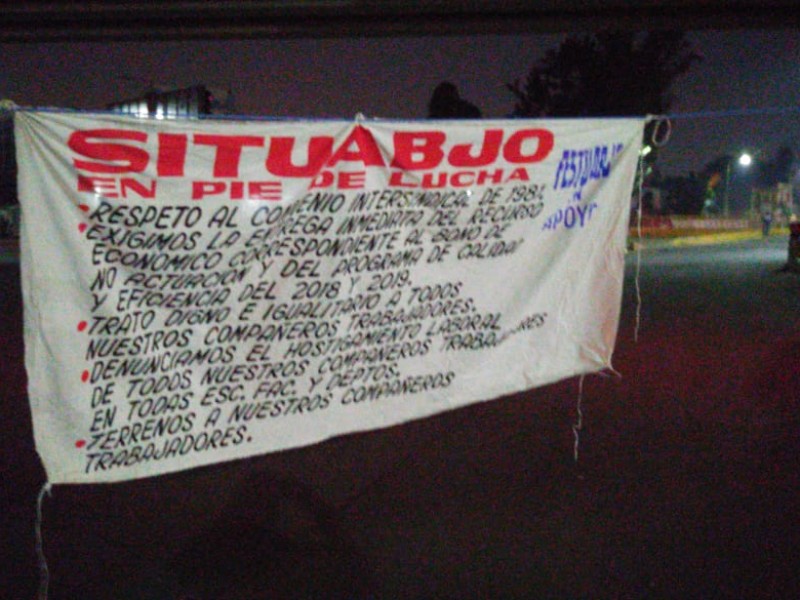 SITUABJO
EN PIE DE LUCHA
• RESPETO AL CONVENIO INTERSINDICAL DE 1981
• EXIGIMOS LA ENTREGA INMEDIATA DEL RECURSO
ECONOMICO CORRESPONDIENTE AL BONO DE
NO ACTUACIÓN Y DEL PROGRAMA DE CALIDAD
Y EFICIENCIA DEL 2018 Y 2019.
• TRATO DIGNO E IGUALITARIO A TODOS
NUESTROS COMPAÑEROS TRABAJADORES.
• DENUNCIAMOS EL HOSTIGAMIENTO LABORAL
DE TODOS NUESTROS COMPAÑEROS TRABAJADORES
EN TODAS ESC. FAC. Y DEPTOS.
• TERRENOS A NUESTROS COMPAÑEROS
TRABAJADORES.
APOYO